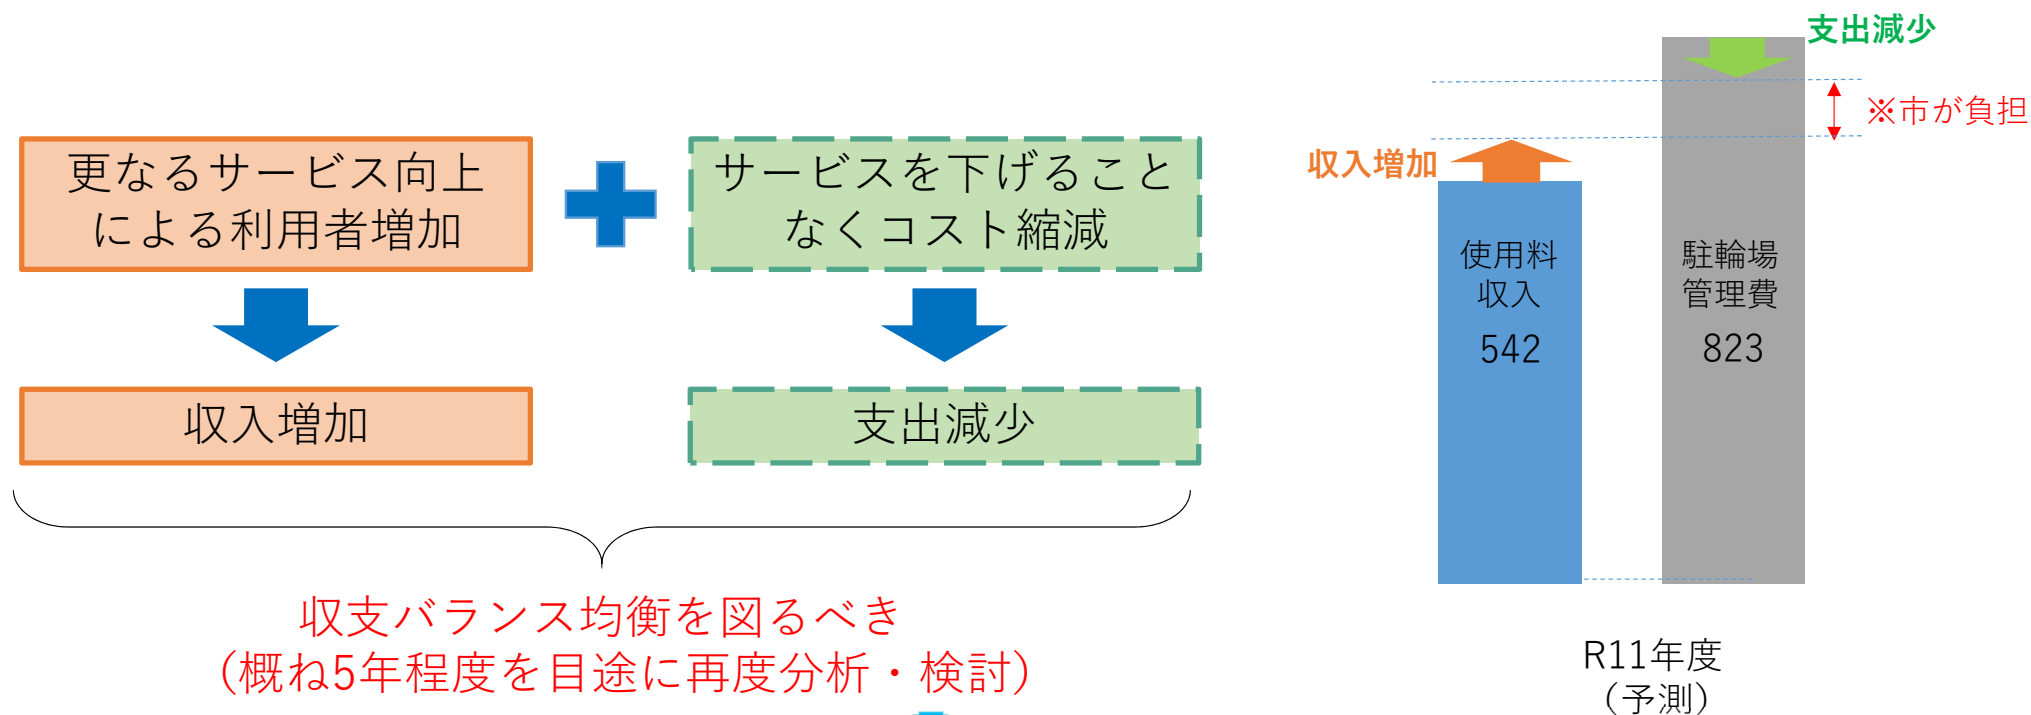 更なるサービス向上
による利用者増加
サービスを下げること
なくコスト縮減
収入増加
支出減少
収支バランス均衡を図るべき
（概ね5年程度を目途に再度分析・検討）
支出減少
※市が負担
収入増加
使用料
収入
542
駐輪場
管理費
823
R11年度
（予測）